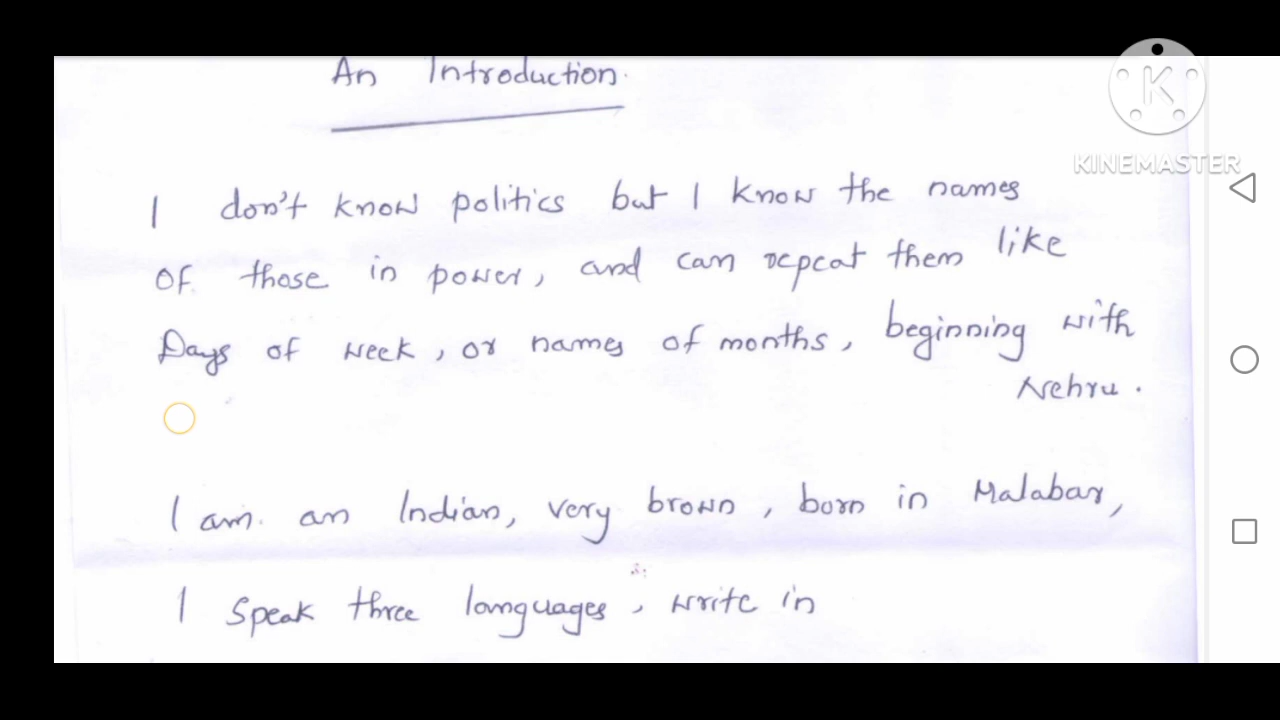 An Introduction.
KINEMASTER
I don't know politics but I know the names
of those in power, and can repeat them like
Days of week, or names of months, beginning with
Nehru.
I am an Indian, very brown, born in Malabar,
I speak three languages, write in